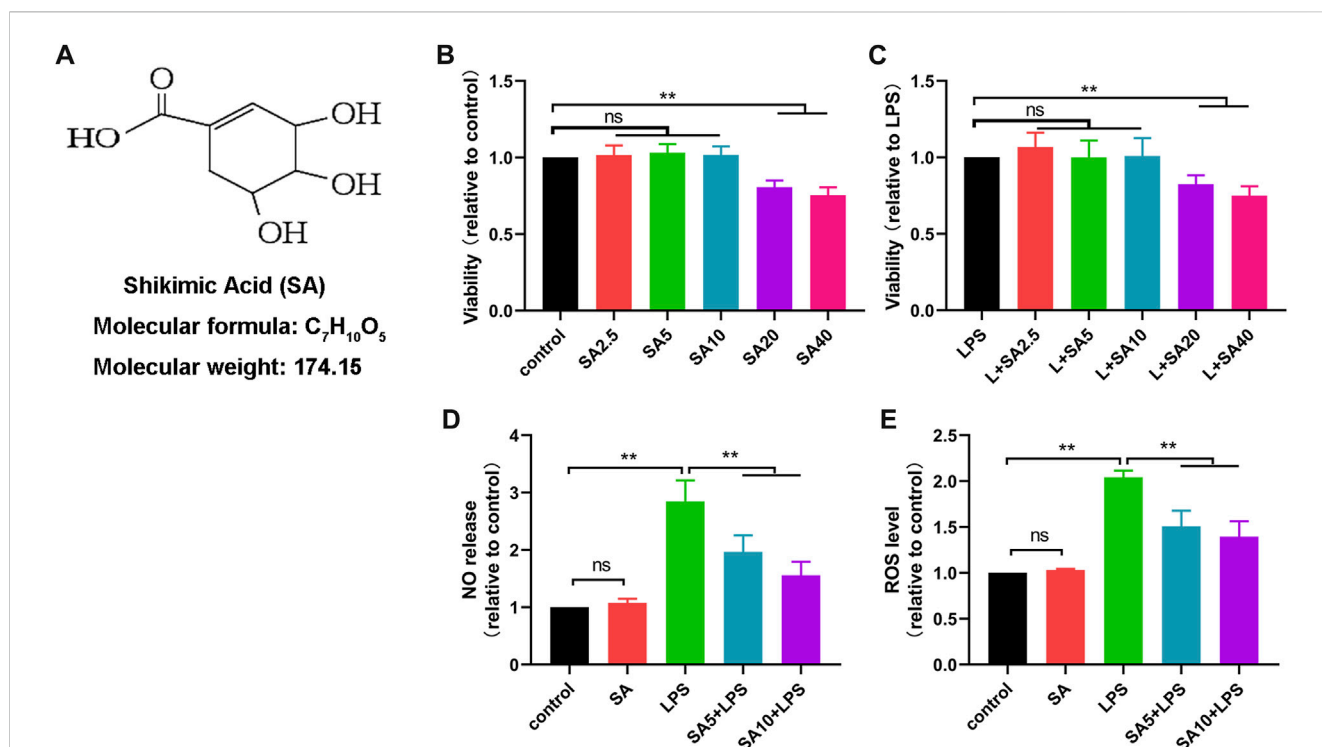 A
O
HO
OH
OH
OH
Shikimic Acid (SA)
Molecular formula: C₇H₁₀O₅
Molecular weight: 174.15
B
Viability (relative to control)
1.5
1.0
0.5
0.0
**
ns
control
SA2.5
SA5
SA10
SA20
SA40
C
Viability (relative to LPS)
1.5
1.0
0.5
0.0
**
ns
LPS
L+SA2.5
L+SA5
L+SA10
L+SA20
L+SA40
D
NO release
(relative to control)
4
3
2
1
0
**
**
ns
control
SA
LPS
SA5+LPS
SA10+LPS
E
ROS level
(relative to control)
2.5
2.0
1.5
1.0
0.5
0.0
**
**
ns
control
SA
LPS
SA5+LPS
SA10+LPS